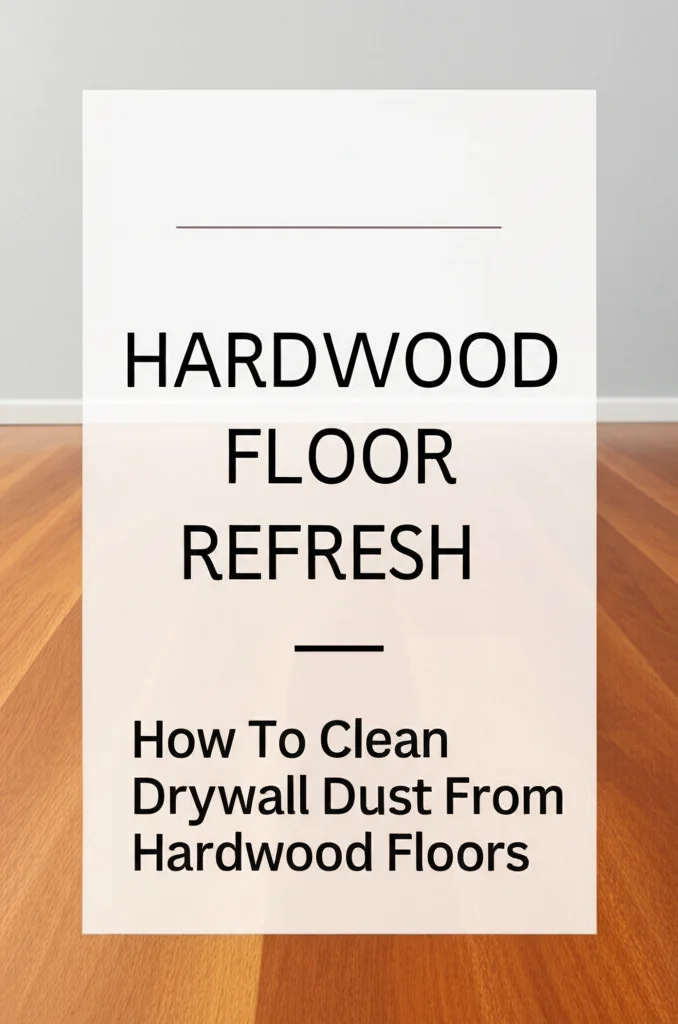 HARDWOOD
FLOOR
REFRESH
How To Clean
Drywall Dust From
Hardwood Floors